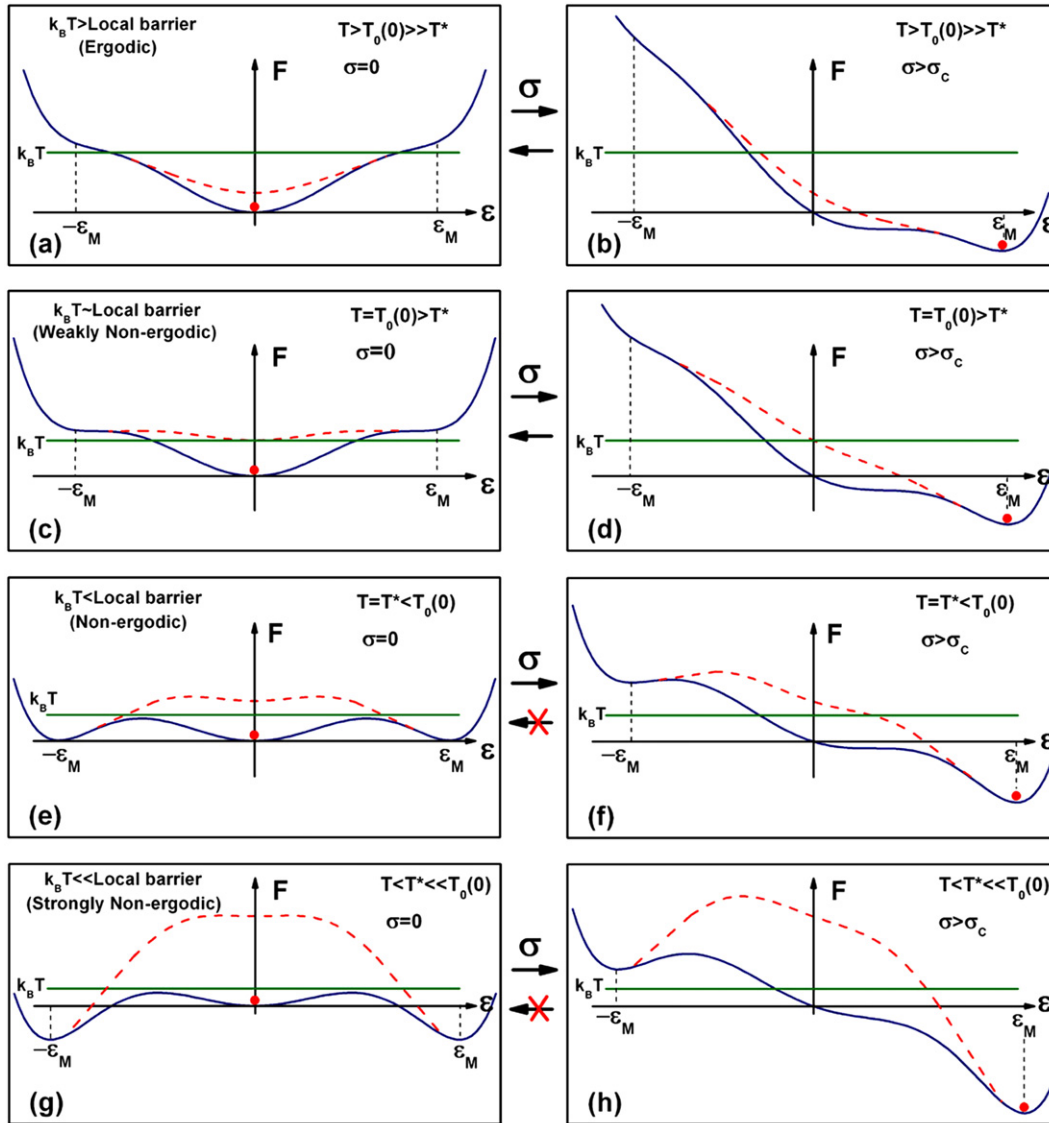 k_BT>Local barrier
(Ergodic)
T>T_0(0)>>T*
σ=0
F
k_BT
-ε_M
ε_M
ε
(a)
σ
T>T_0(0)>>T*
σ>σ_C
F
k_BT
-ε_M
ε_M
ε
(b)
k_BT~Local barrier
(Weakly Non-ergodic)
T=T_0(0)>T*
σ=0
F
k_BT
-ε_M
ε_M
ε
(c)
σ
T=T_0(0)>T*
σ>σ_C
F
k_BT
-ε_M
ε_M
ε
(d)
k_BT<Local barrier
(Non-ergodic)
T=T*<T_0(0)
σ=0
F
k_BT
-ε_M
ε_M
ε
(e)
σ
T=T*<T_0(0)
σ>σ_C
F
k_BT
-ε_M
ε_M
ε
(f)
k_BT<<Local barrier
(Strongly Non-ergodic)
T<T*<<T_0(0)
σ=0
F
k_BT
-ε_M
ε_M
ε
(g)
σ
T<T*<<T_0(0)
σ>σ_C
F
k_BT
-ε_M
ε_M
ε
(h)